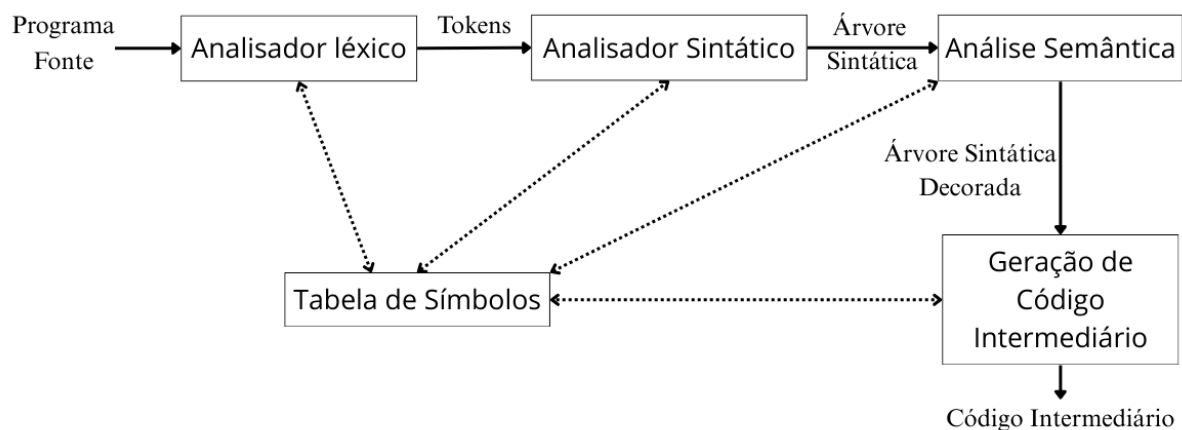 Programa
Fonte
Analisador léxico
Tokens
Analisador Sintático
Árvore
Sintática
Análise Semântica
Árvore Sintática
Decorada
Tabela de Símbolos
Geração de
Código
Intermediário
Código Intermediário